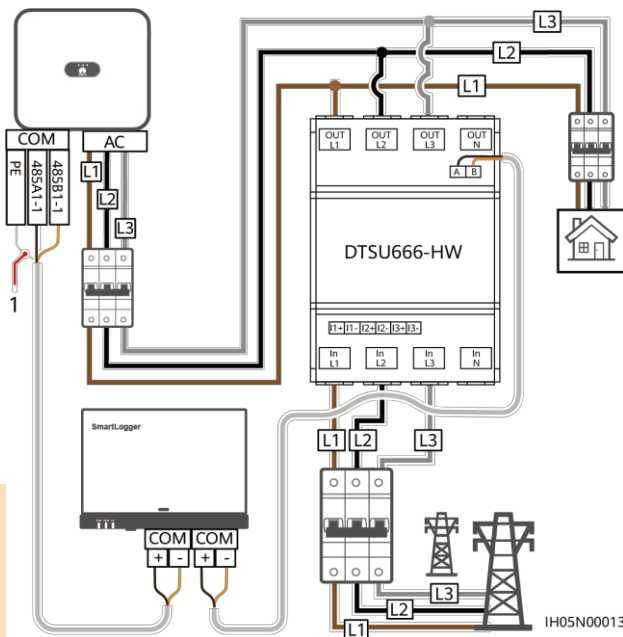 L3
L2
L1
COM
AC
PE
485A1-1
485B1-1
L1
L2
L3
1
OUT
L1
OUT
L2
OUT
L3
OUT
N
A B
DTSU666-HW
I1+ I1- I2+ I2- I3+ I3-
In
L1
In
L2
In
L3
In
N
L1
L2
L3
SmartLogger
COM COM
+ - + -
L3
L2
L1
IH05N00013